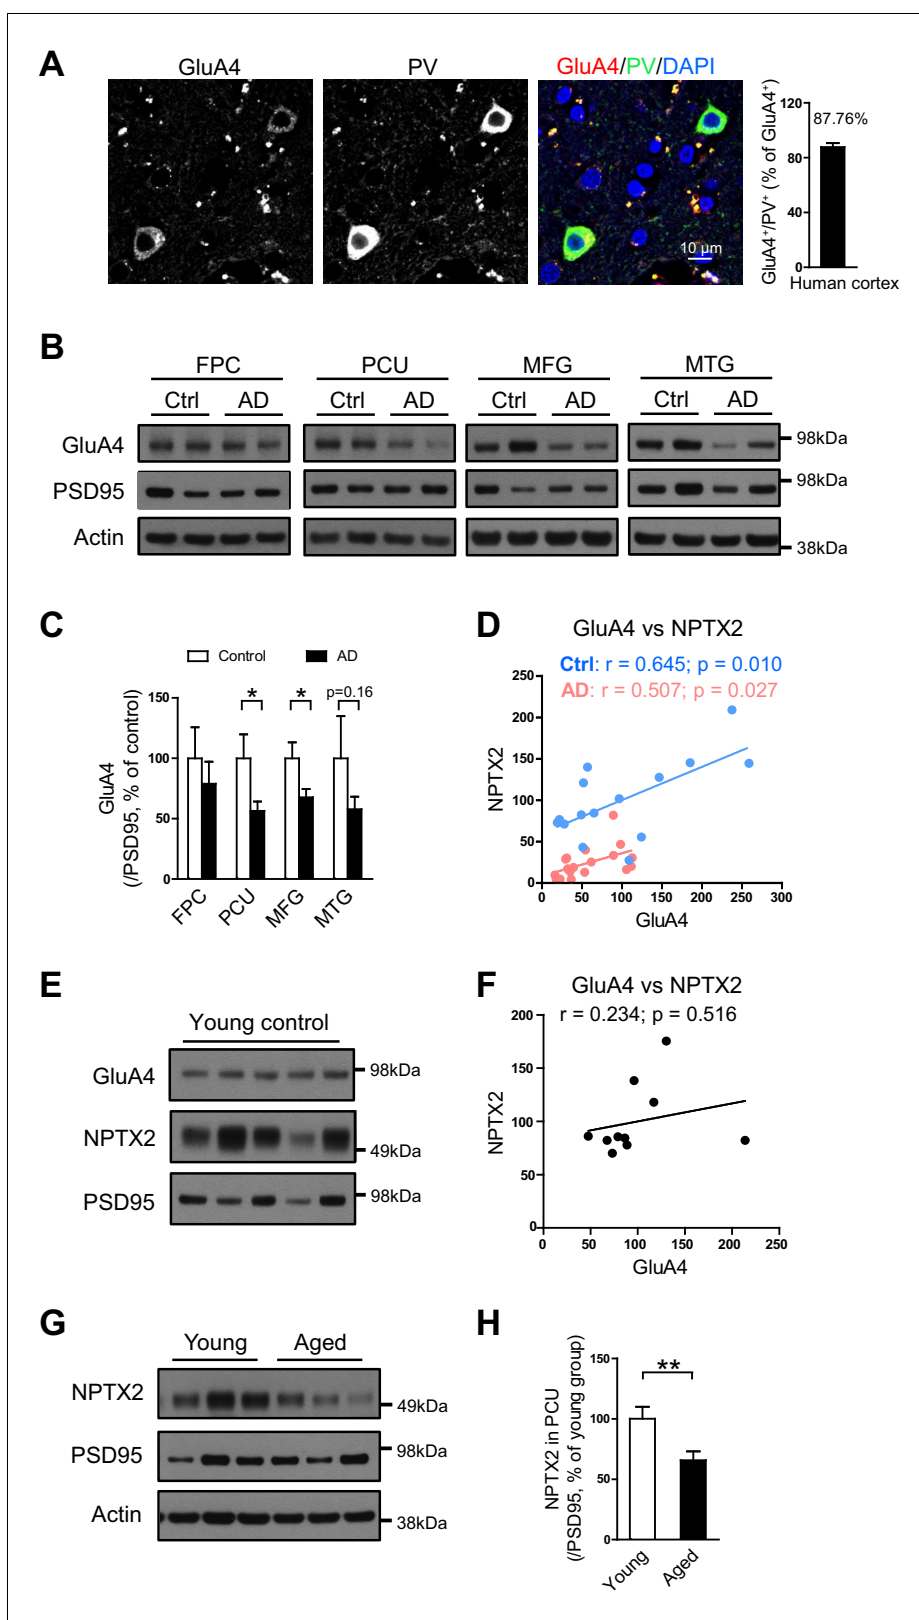 A
GluA4
PV
GluA4/PV/DAPI
10 µm
GluA4⁺/PV⁺ (% of GluA4⁺)
120
80
40
0
87.76%
Human cortex
B
FPC
PCU
MFG
MTG
Ctrl
AD
Ctrl
AD
Ctrl
AD
Ctrl
AD
GluA4
98kDa
PSD95
98kDa
Actin
38kDa
C
Control
AD
GluA4
(/PSD95, % of control)
150
100
50
0
*
*
p=0.16
FPC
PCU
MFG
MTG
D
GluA4 vs NPTX2
Ctrl: r = 0.645; p = 0.010
AD: r = 0.507; p = 0.027
NPTX2
250
200
150
100
50
0
0 50 100 150 200 250 300
GluA4
E
Young control
GluA4
98kDa
NPTX2
49kDa
PSD95
98kDa
F
GluA4 vs NPTX2
r = 0.234; p = 0.516
NPTX2
200
150
100
50
0
0 50 100 150 200 250
GluA4
G
Young
Aged
NPTX2
49kDa
PSD95
98kDa
Actin
38kDa
H
NPTX2 in PCU
(/PSD95, % of young group)
150
100
50
0
**
Young
Aged